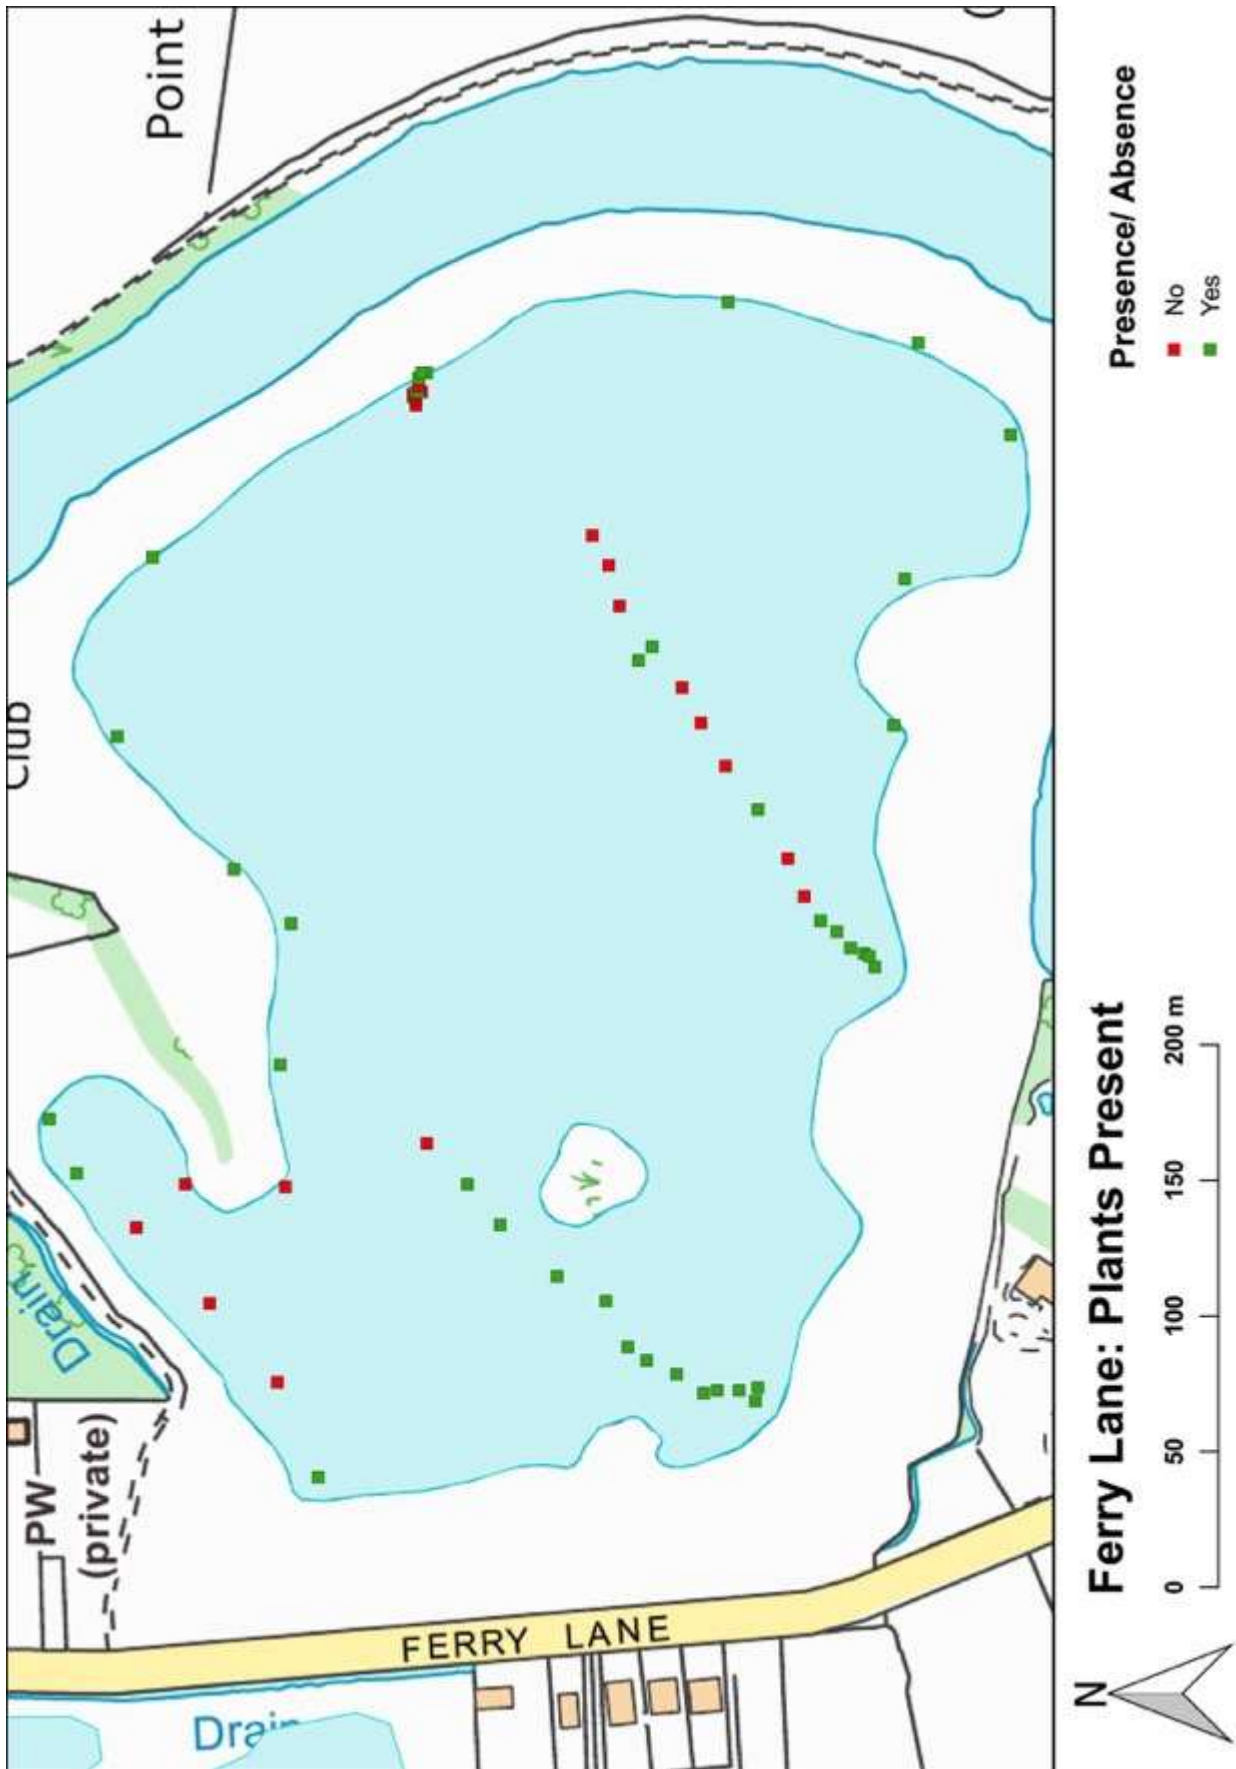 Point
Club
Drain
PW
(private)
FERRY LANE
Drain
Ferry Lane: Plants Present
N
0 50 100 150 200 m
Presence/ Absence
No
Yes